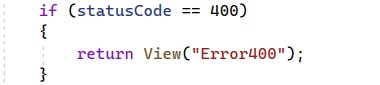 if (statusCode == 400)
{
    return View("Error400");
}